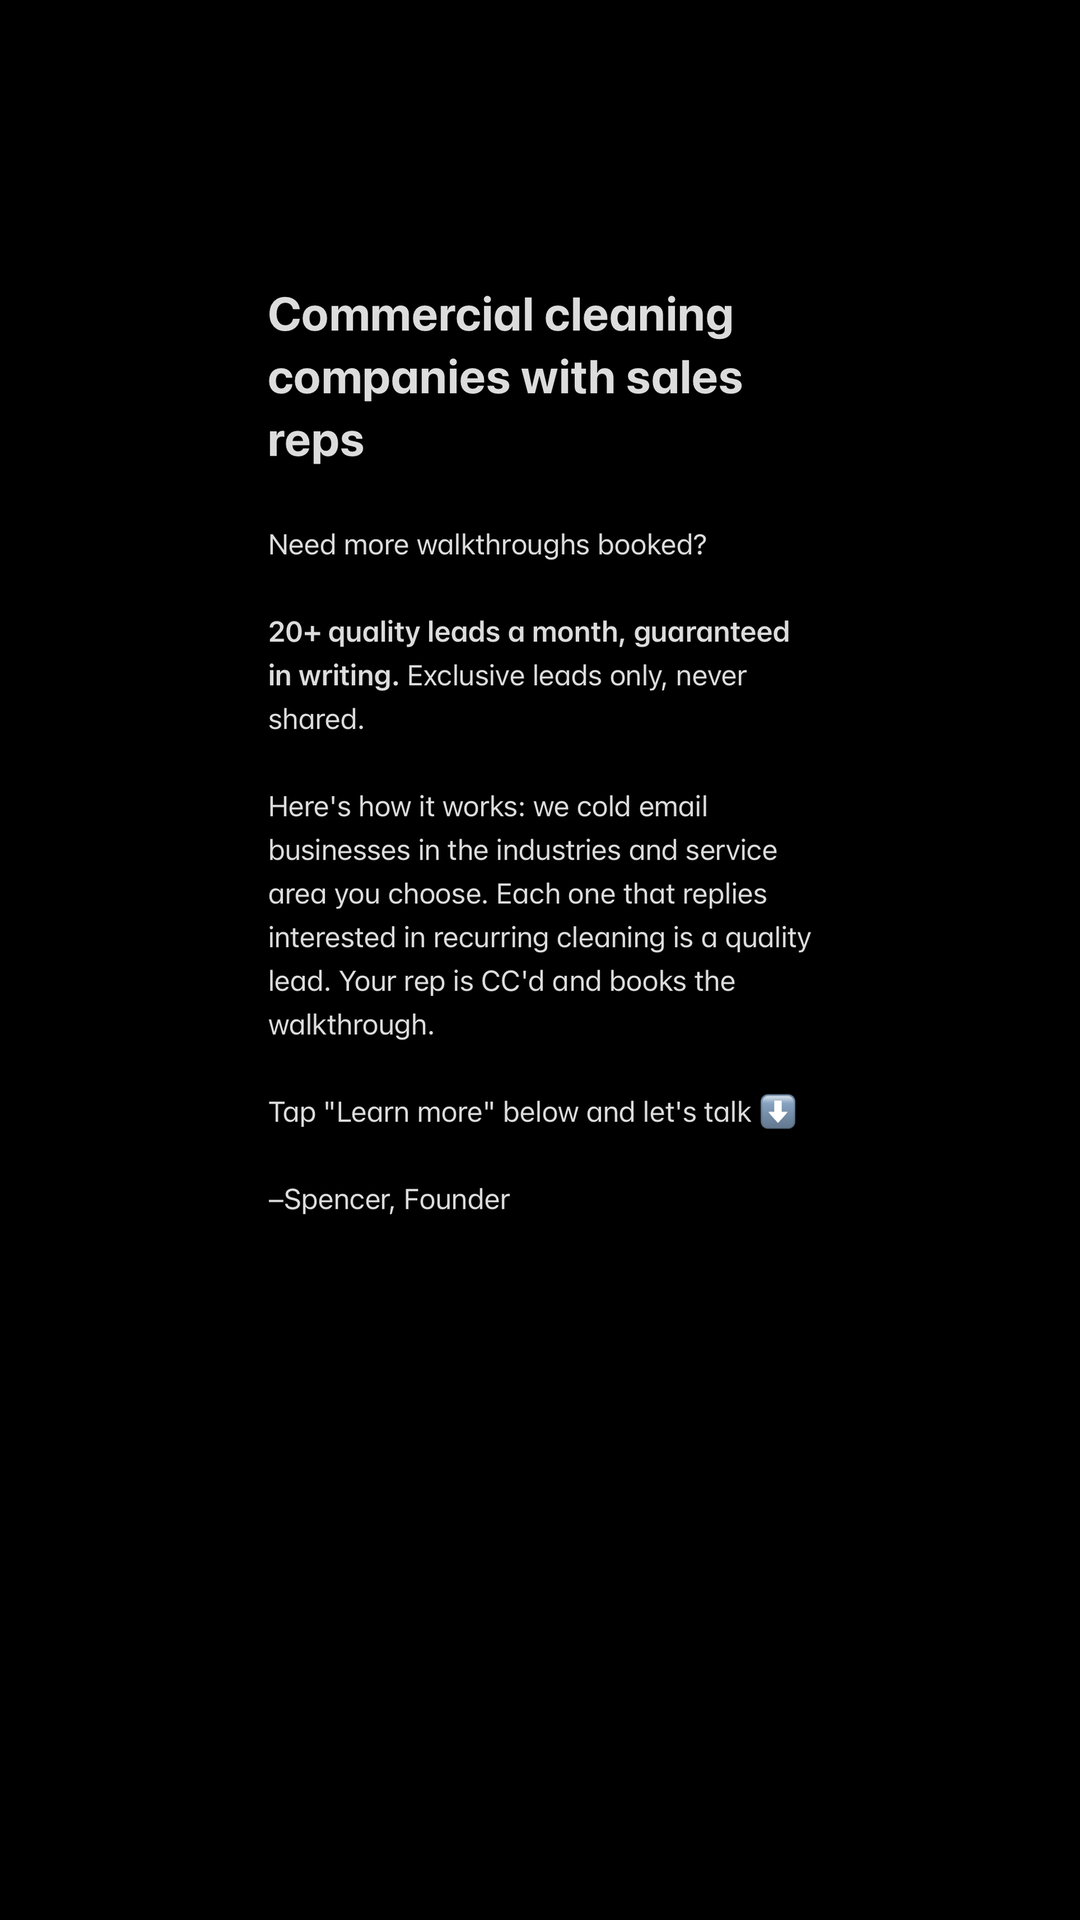 Commercial cleaning
companies with sales
reps
Need more walkthroughs booked?
20+ quality leads a month, guaranteed
in writing. Exclusive leads only, never
shared.
Here's how it works: we cold email
businesses in the industries and service
area you choose. Each one that replies
interested in recurring cleaning is a quality
lead. Your rep is CC'd and books the
walkthrough.
Tap "Learn more" below and let's talk ⬇️
–Spencer, Founder